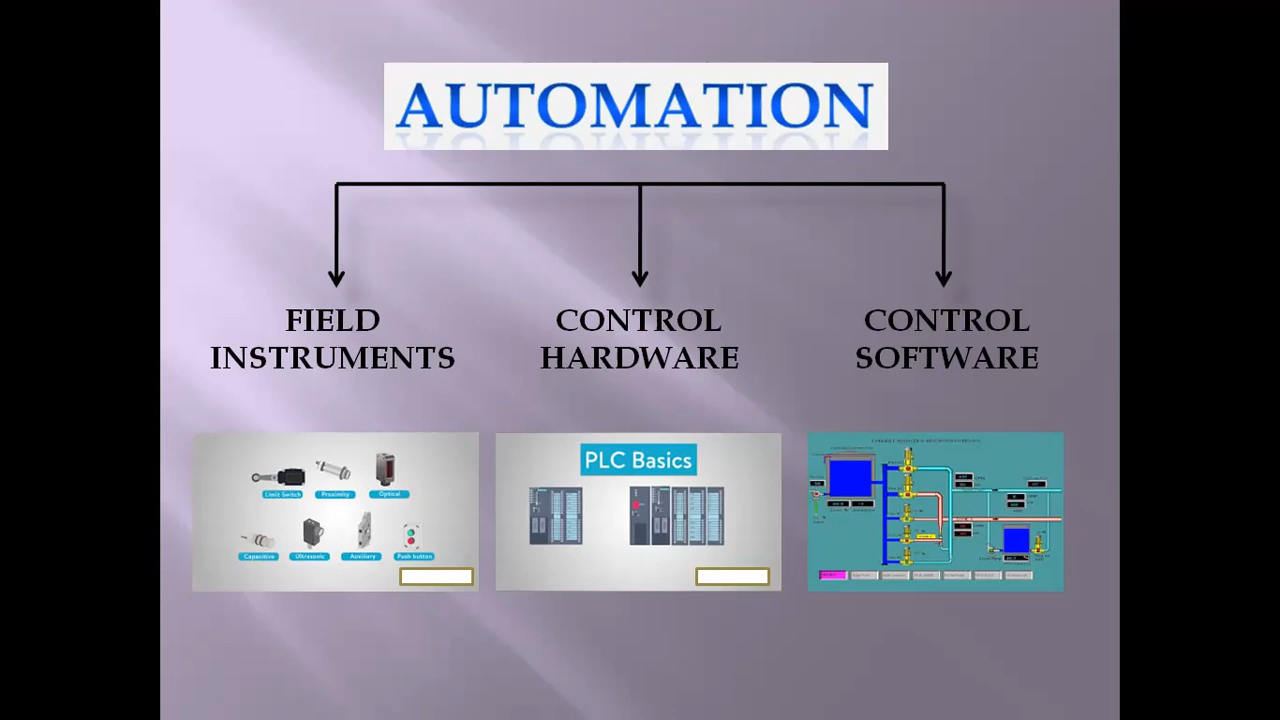 AUTOMATION
FIELD
INSTRUMENTS
CONTROL
HARDWARE
CONTROL
SOFTWARE
Limit Switch
Proximity
Optical
Capacitive
Ultrasonic
Auxiliary
Push button
PLC Basics